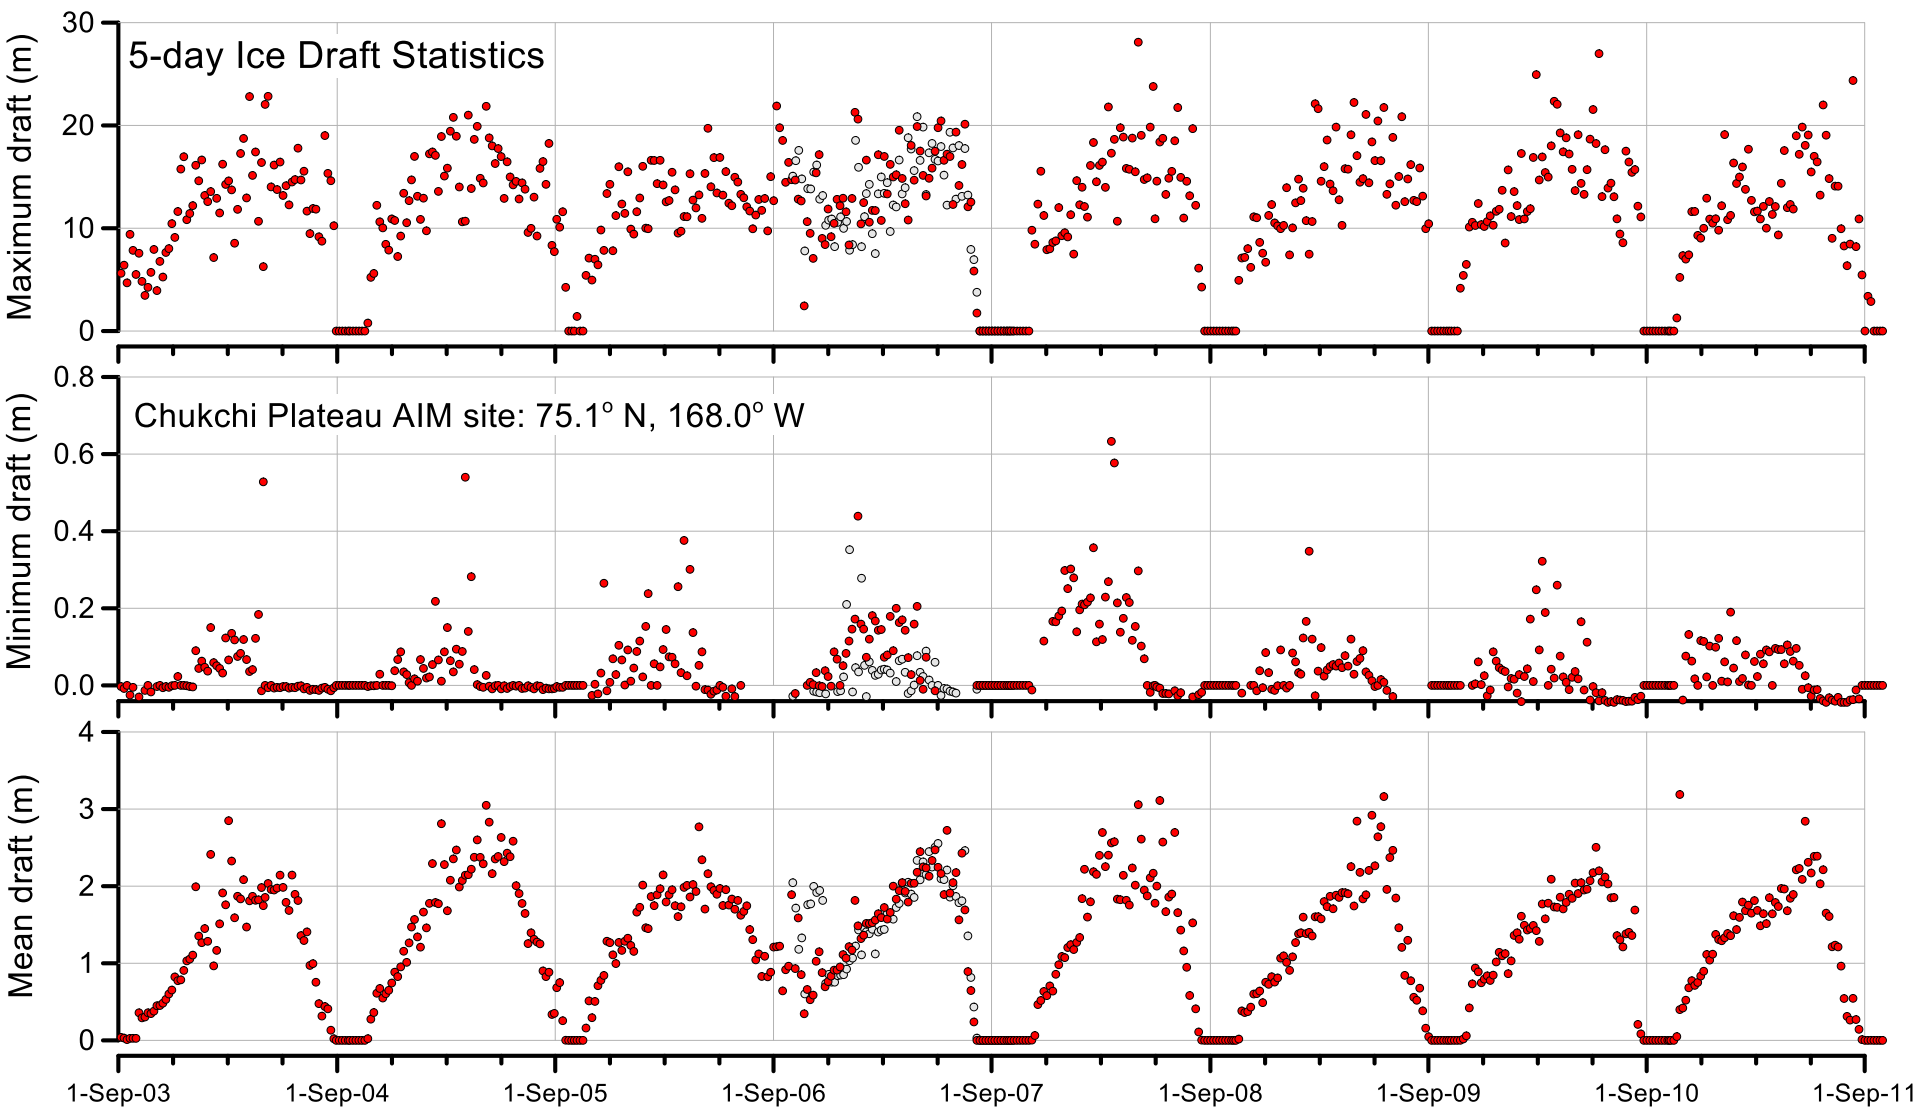 5-day Ice Draft Statistics
Maximum draft (m)
30
20
10
0
Chukchi Plateau AIM site: 75.1º N, 168.0º W
Minimum draft (m)
0.8
0.6
0.4
0.2
0.0
Mean draft (m)
4
3
2
1
0
1-Sep-03 1-Sep-04 1-Sep-05 1-Sep-06 1-Sep-07 1-Sep-08 1-Sep-09 1-Sep-10 1-Sep-11